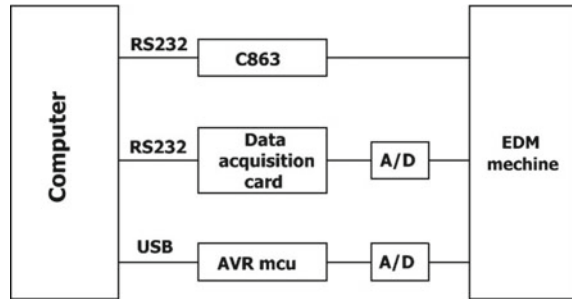 Computer
RS232
C863
RS232
Data
acquisition
card
A/D
USB
AVR mcu
A/D
EDM
mechine